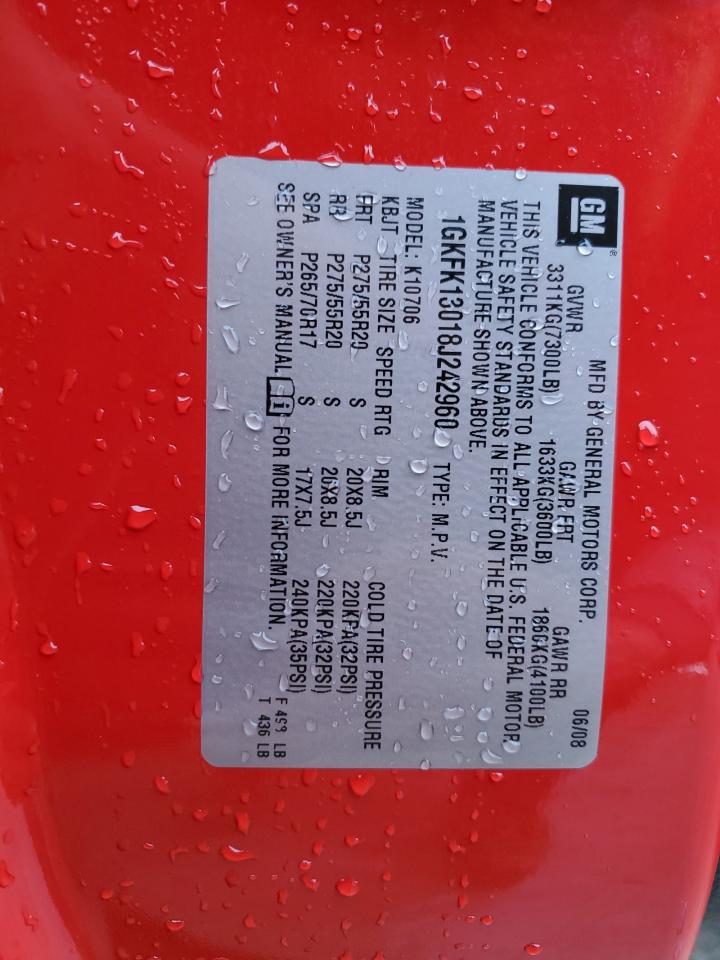 GM®
MFD BY GENERAL MOTORS CORP. 06/08
GVWR GAWR FRT GAWR RR
3311KG(7300LB) 1633KG(3600LB) 1860KG(4100LB)
THIS VEHICLE CONFORMS TO ALL APPLICABLE U.S. FEDERAL MOTOR
VEHICLE SAFETY STANDARDS IN EFFECT ON THE DATE OF
MANUFACTURE SHOWN ABOVE.
1GKFK13018J242960 TYPE: M.P.V.
MODEL: K10706
KBJT TIRE SIZE SPEED RTG RIM COLD TIRE PRESSURE
FRT P275/55R20 S 20X8.5J 220KPA(32PSI)
RR P275/55R20 S 20X8.5J 220KPA(32PSI)
SPA P265/70R17 S 17X7.5J 240KPA(35PSI)
SEE OWNER'S MANUAL FOR MORE INFORMATION.
F LB
T 436 LB